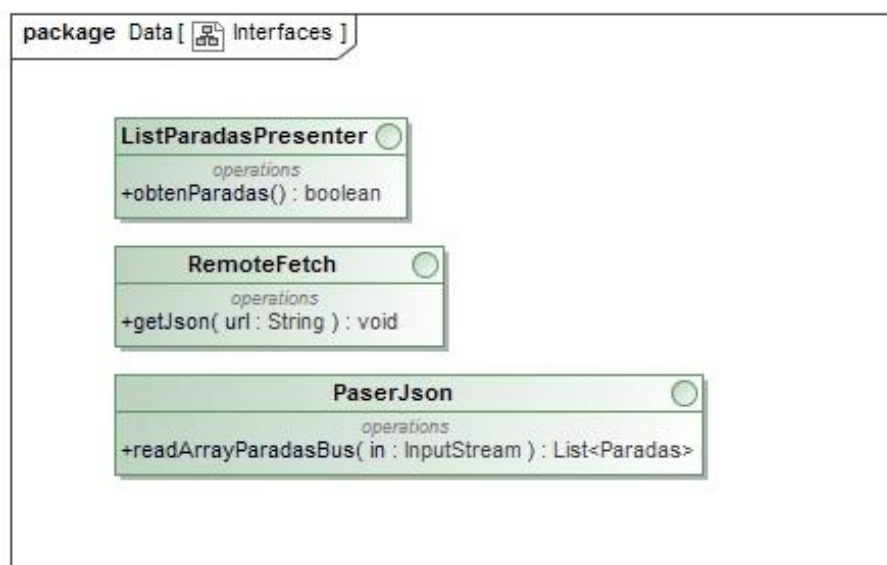 package Data [ Interfaces ]
ListParadasPresenter
operations
+obtenParadas() : boolean
RemoteFetch
operations
+getJson( url : String ) : void
PaserJson
operations
+readArrayParadasBus( in : InputStream ) : List<Paradas>